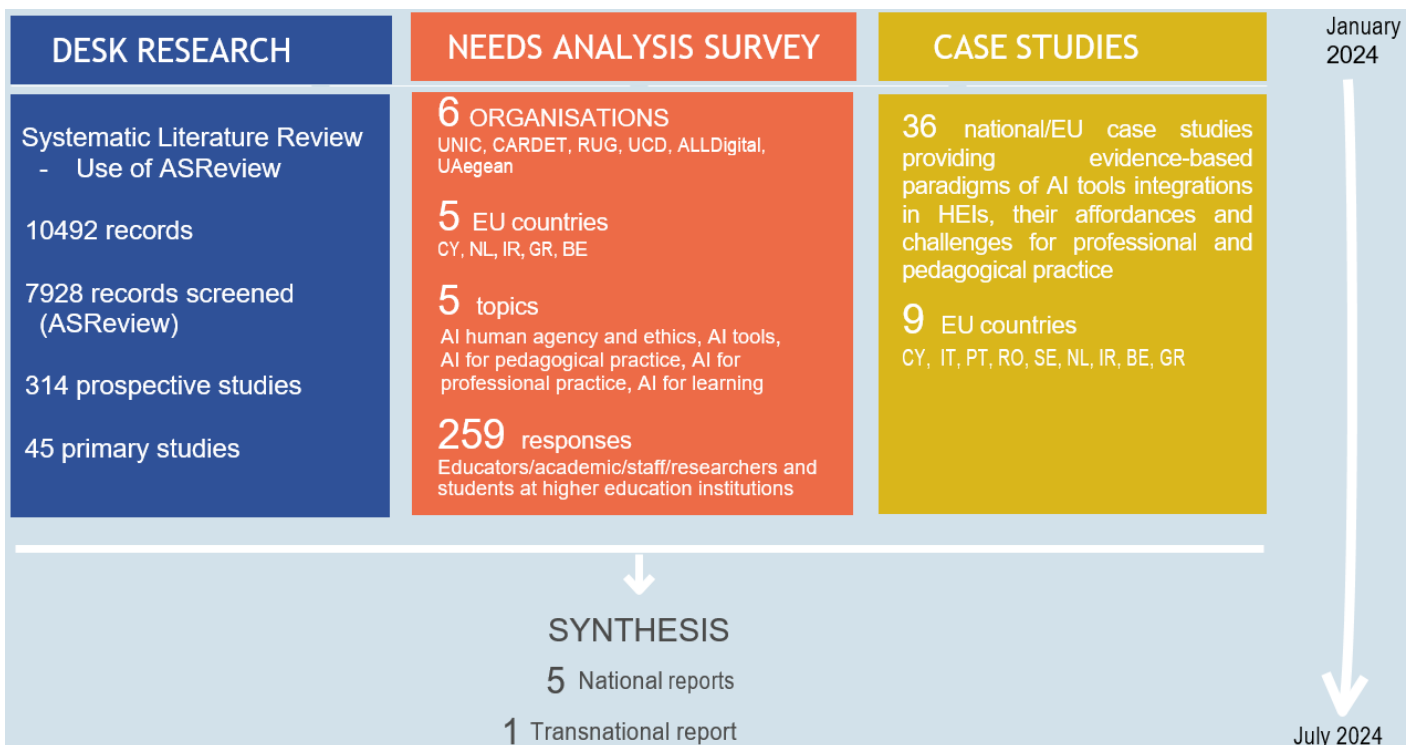 DESK RESEARCH
Systematic Literature Review
- Use of ASReview
10492 records
7928 records screened
(ASReview)
314 prospective studies
45 primary studies
NEEDS ANALYSIS SURVEY
6 ORGANISATIONS
UNIC, CARDET, RUG, UCD, ALLDigital,
UAegean
5 EU countries
CY, NL, IR, GR, BE
5 topics
AI human agency and ethics, AI tools,
AI for pedagogical practice, AI for
professional practice, AI for learning
259 responses
Educators/academic/staff/researchers and
students at higher education institutions
CASE STUDIES
36 national/EU case studies
providing evidence-based
paradigms of AI tools integrations
in HEIs, their affordances and
challenges for professional and
pedagogical practice
9 EU countries
CY, IT, PT, RO, SE, NL, IR, BE, GR
January
2024
SYNTHESIS
5 National reports
1 Transnational report
July 2024